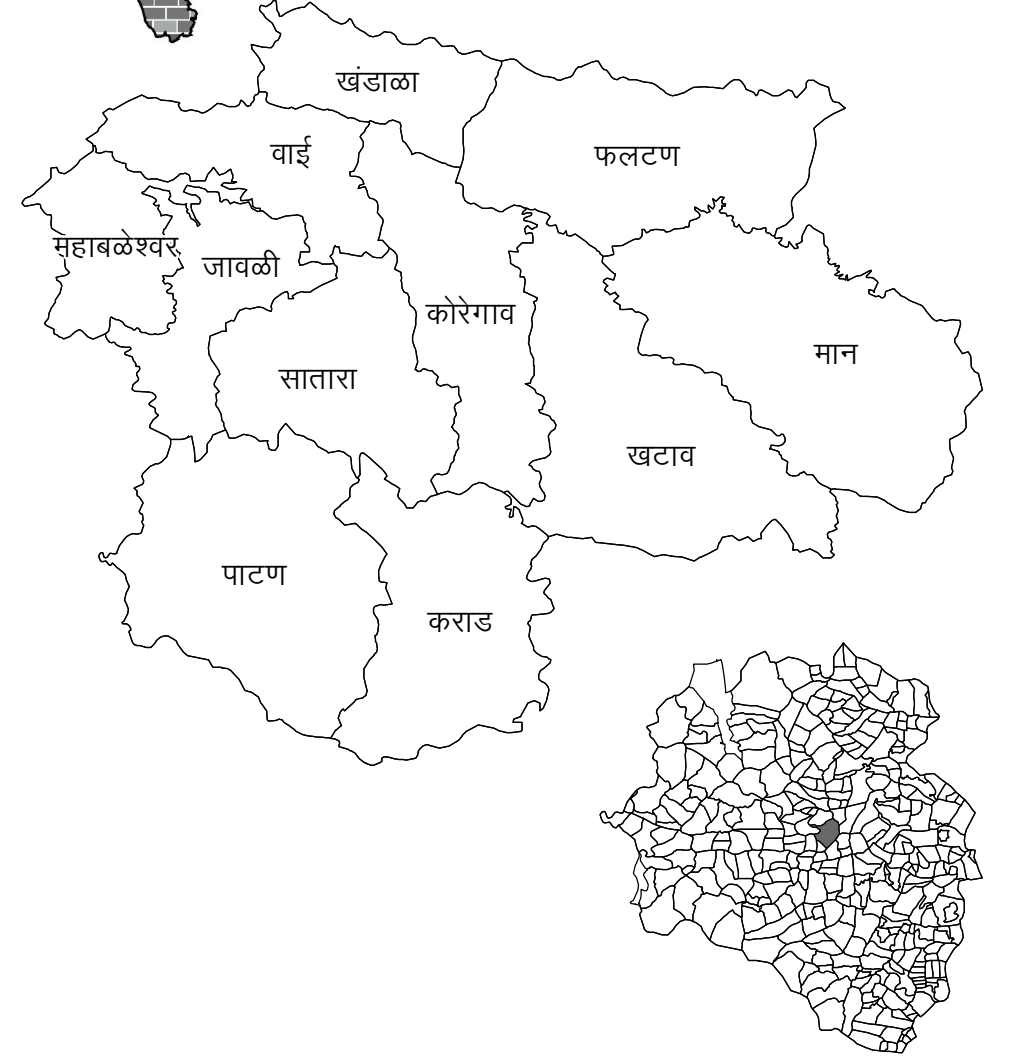 खंडाळा
वाई
फलटण
महाबळेश्वर
जावळी
कोरेगाव
मान
सातारा
खटाव
पाटण
कराड